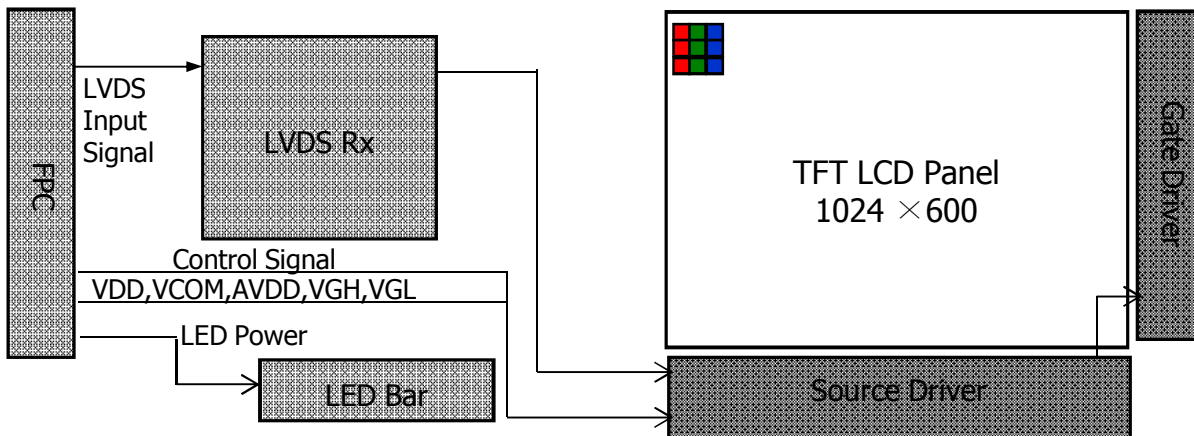 FPC
LVDS
Input
Signal
LVDS Rx
Control Signal
VDD,VCOM,AVDD,VGH,VGL
LED Power
LED Bar
TFT LCD Panel
1024 ×600
Gate Driver
Source Driver